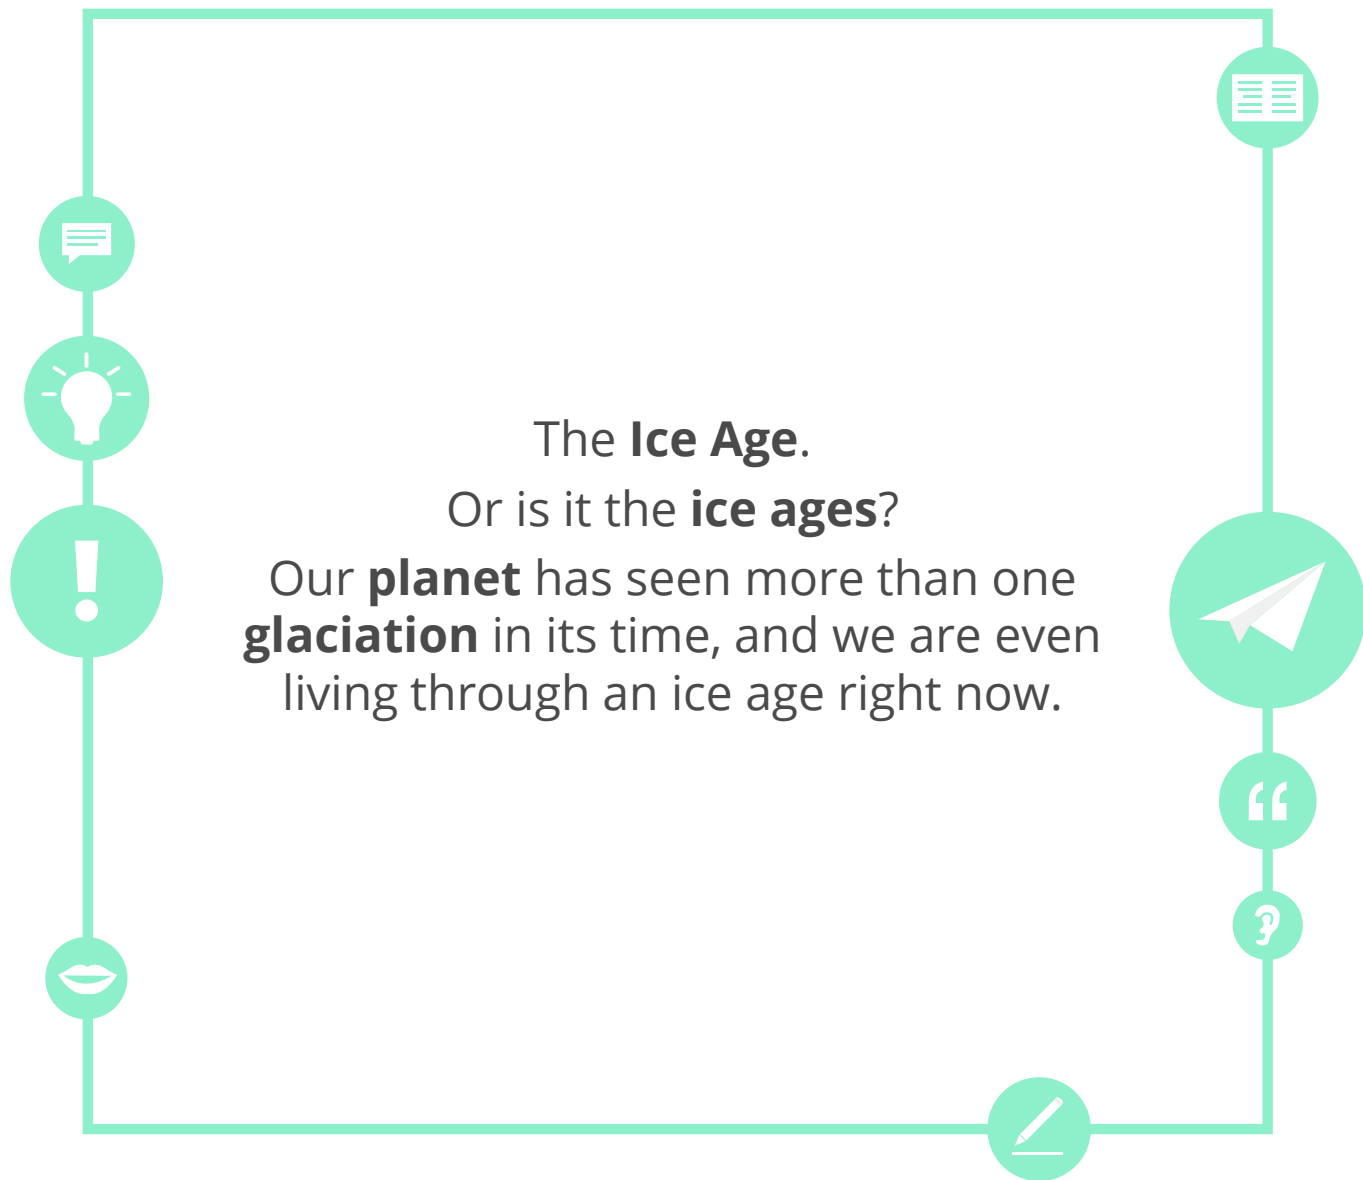 The Ice Age.
Or is it the ice ages?
Our planet has seen more than one
glaciation in its time, and we are even
living through an ice age right now.